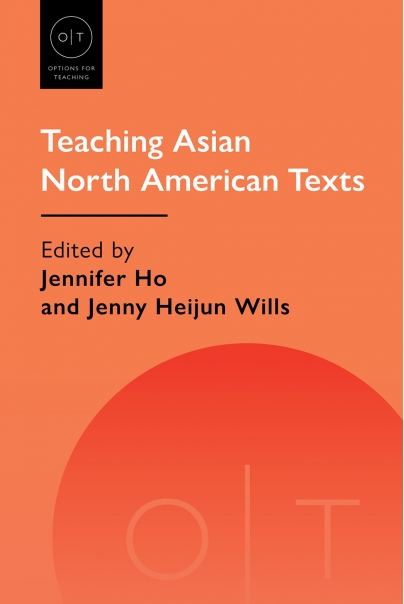 O|T
OPTIONS FOR
TEACHING
Teaching Asian
North American Texts
Edited by
Jennifer Ho
and Jenny Heijun Wills
O|T